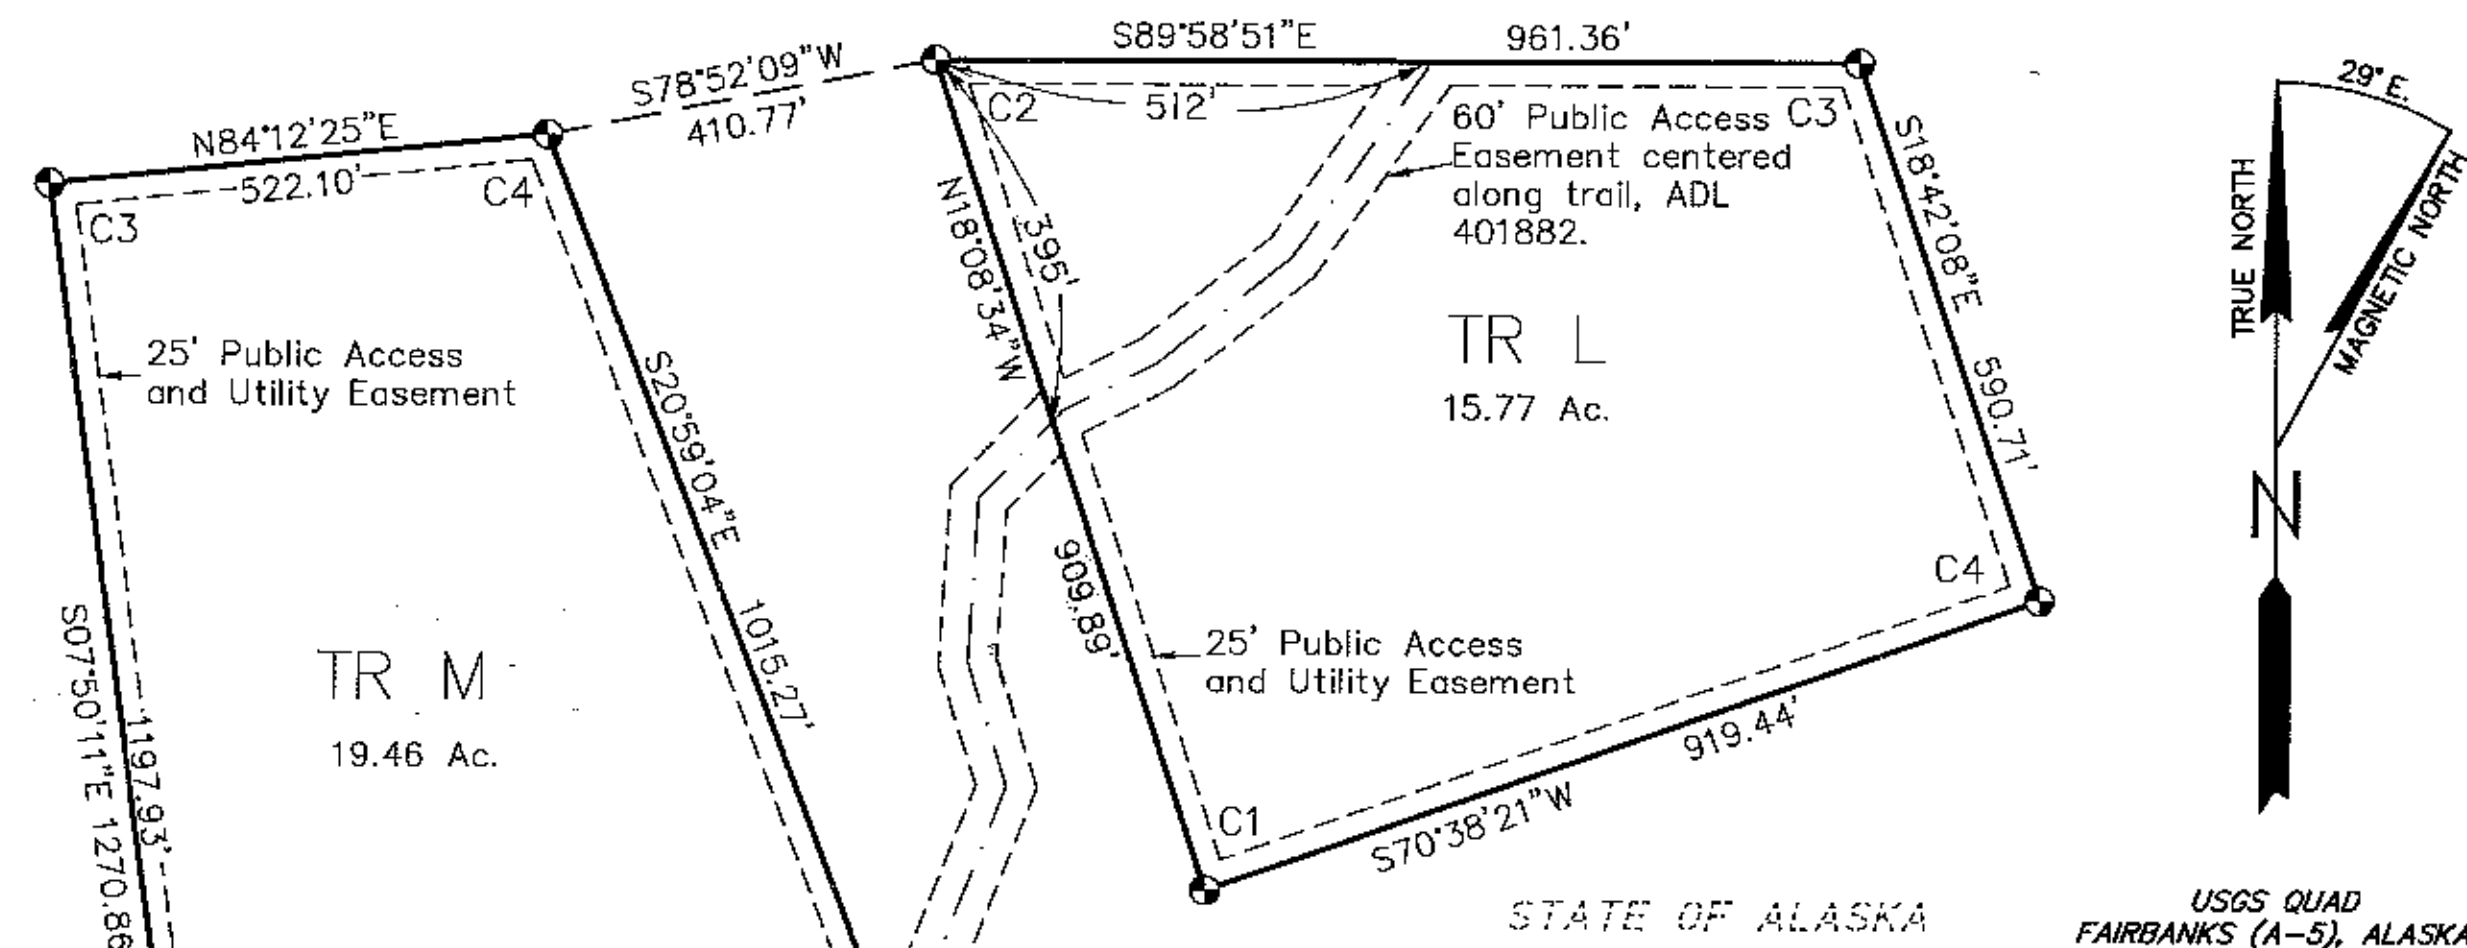 S89°58'51"E
961.36'
S78°52'09"W
410.77'
N84°12'25"E
522.10'
C3
C4
C2
512'
C3
60' Public Access
Easement centered
along trail, ADL
401882.
S18°42'08"E
590.71'
N18°08'34"W
395'
909.89'
29° E.
TRUE NORTH
MAGNETIC NORTH
N
25' Public Access
and Utility Easement
S20°59'04"E
1015.27'
TR L
15.77 Ac.
C4
25' Public Access
and Utility Easement
TR M
19.46 Ac.
S07°50'11"E 1270.86
1197.93'
C1
S70°38'21"W
919.44'
STATE OF ALASKA
USGS QUAD
FAIRBANKS (A-5), ALASKA